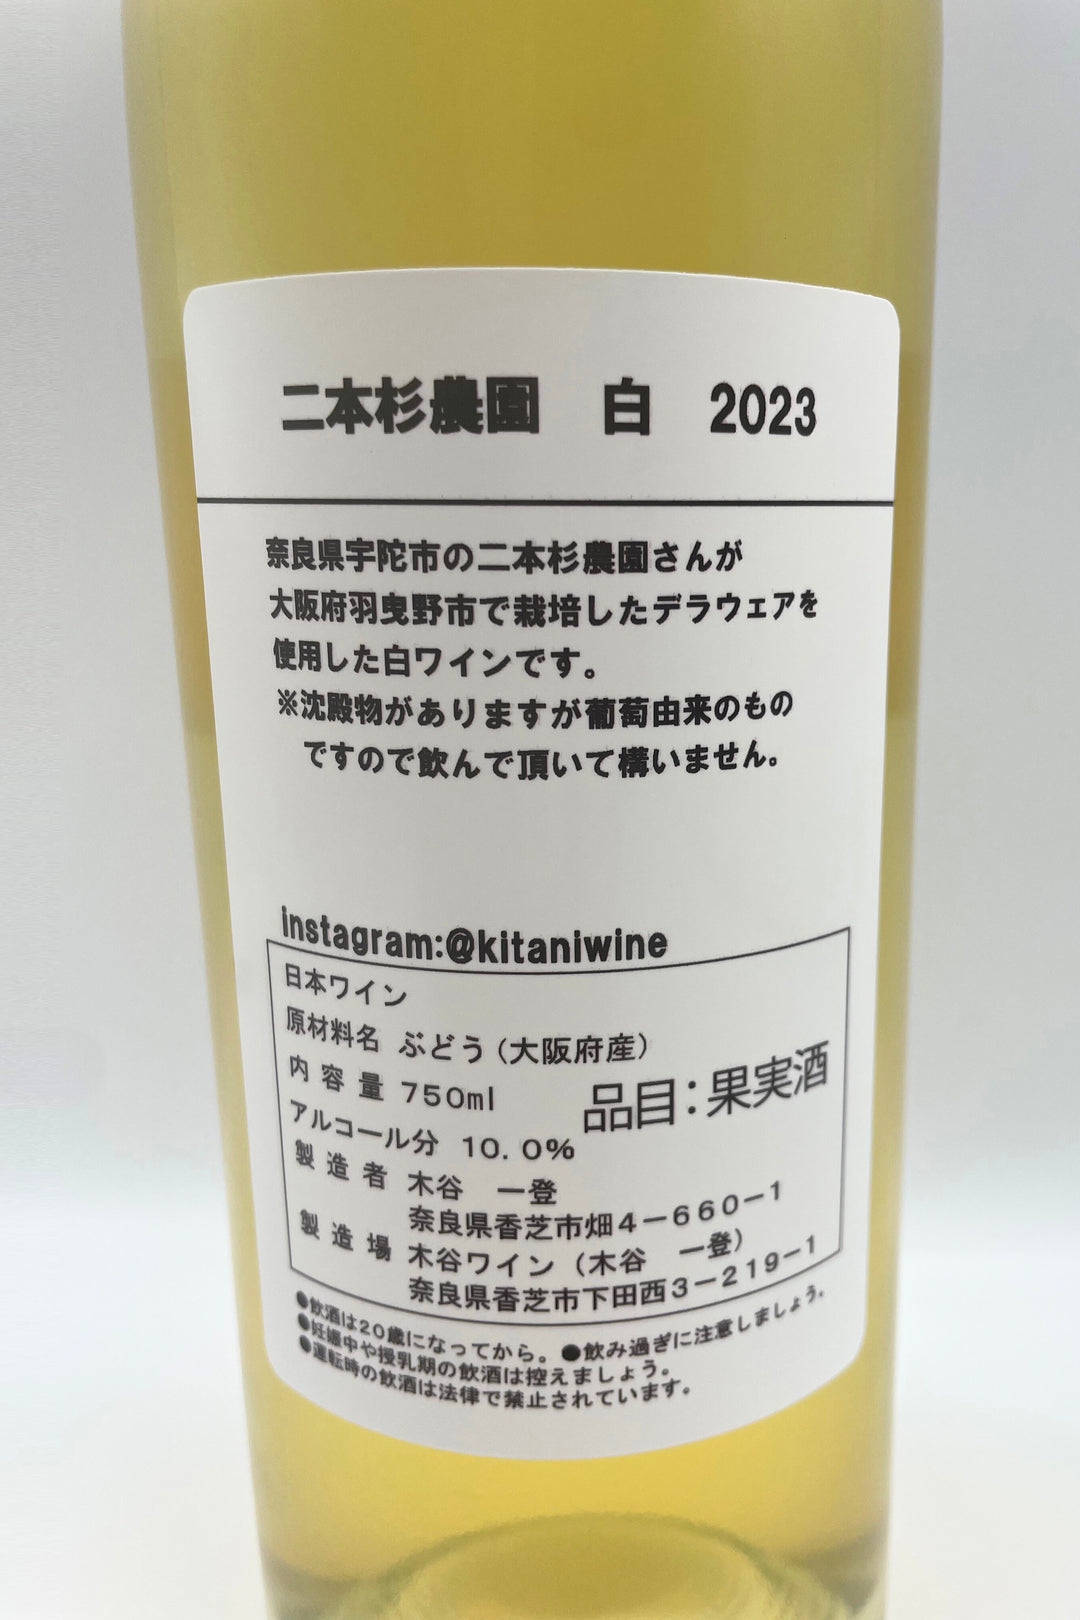 二本杉農園　白　2023
奈良県宇陀市の二本杉農園さんが
大阪府羽曳野市で栽培したデラウェアを
使用した白ワインです。
※沈殿物がありますが葡萄由来のもの
ですので飲んで頂いて構いません。
instagram:@kitaniwine
日本ワイン
原材料名 ぶどう（大阪府産）
内容量 750ml
品目：果実酒
アルコール分 10.0%
製造者 木谷　一登
奈良県香芝市畑4－660－1
製造場 木谷ワイン（木谷　一登）
奈良県香芝市下田西3－219－1
●飲酒は20歳になってから。●飲み過ぎに注意しましょう。
●妊娠中や授乳期の飲酒は控えましょう。
●運転時の飲酒は法律で禁止されています。